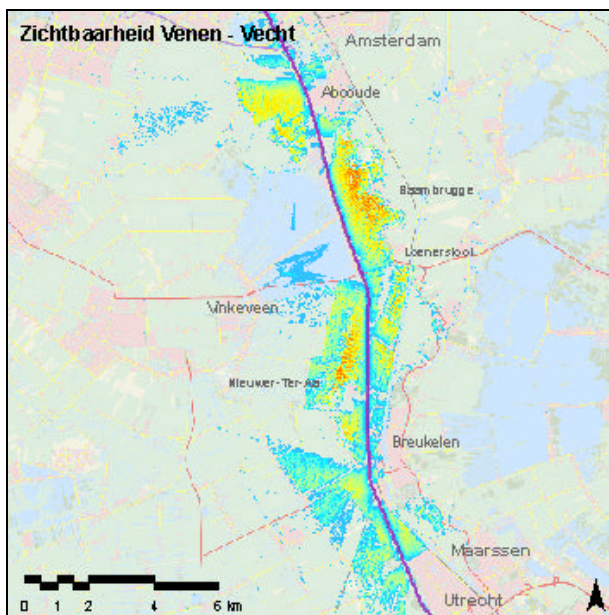 Zichtbaarheid Venen - Vecht
Amsterdam
Abcoude
Baambrugge
Loenersloot
Vinkeveen
Nieuwer-Ter-Aa
Breukelen
Maarssen
Utrecht
0 1 2 4 6 km